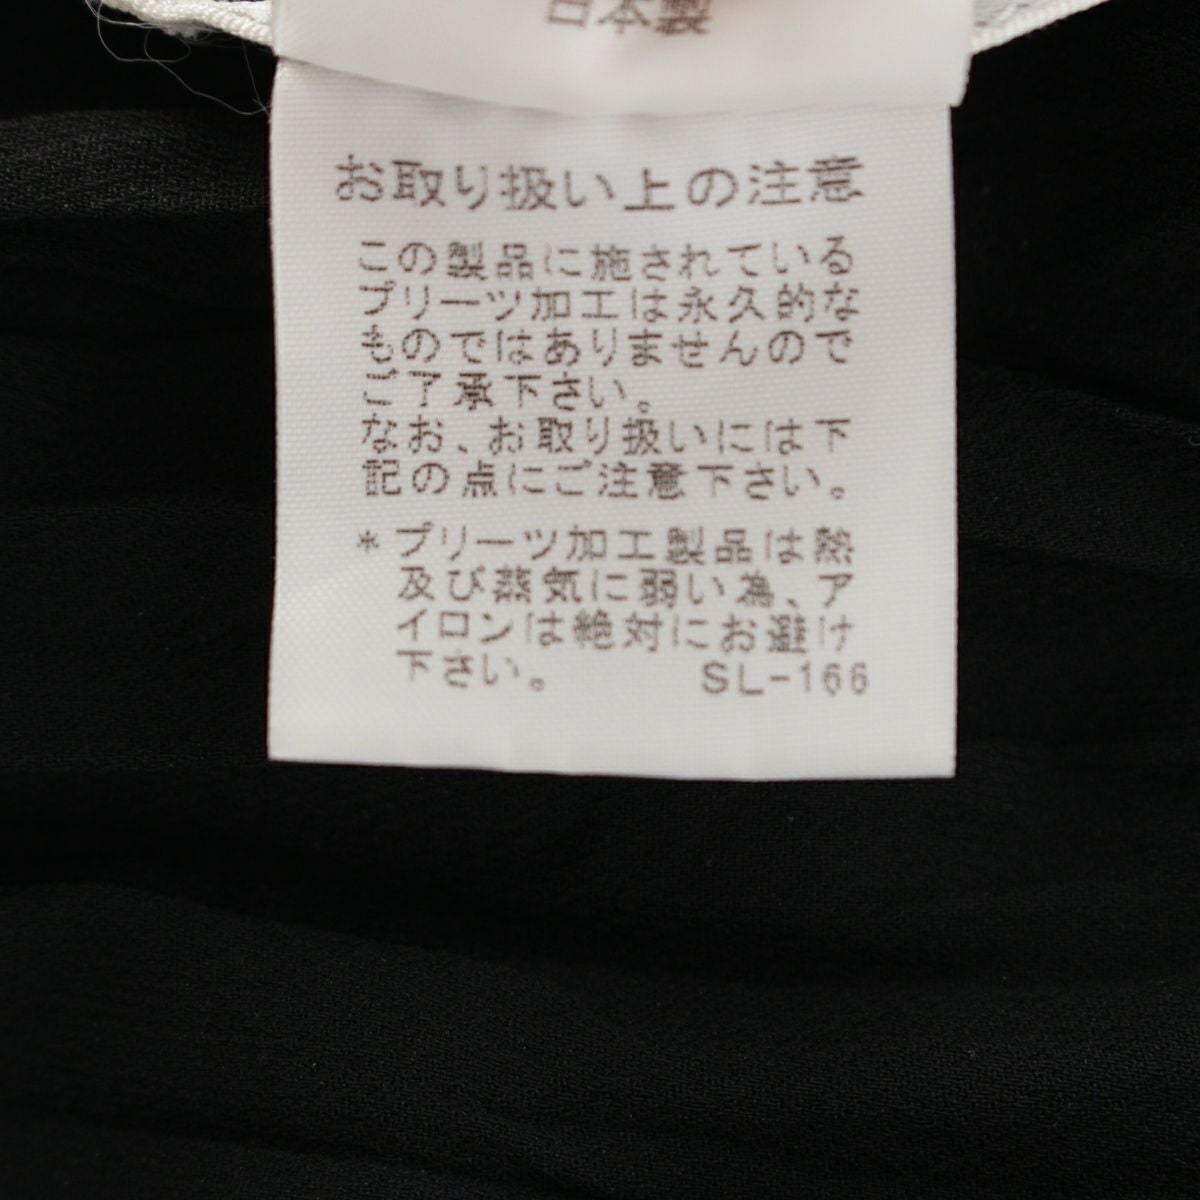 日本製
お取り扱い上の注意
この製品に施されている
プリーツ加工は永久的な
ものではありませんので
ご了承下さい。
なお、お取り扱いには下
記の点にご注意下さい。
*プリーツ加工製品は熱
及び蒸気に弱い為、ア
イロンは絶対にお避け
下さい。 SL-166